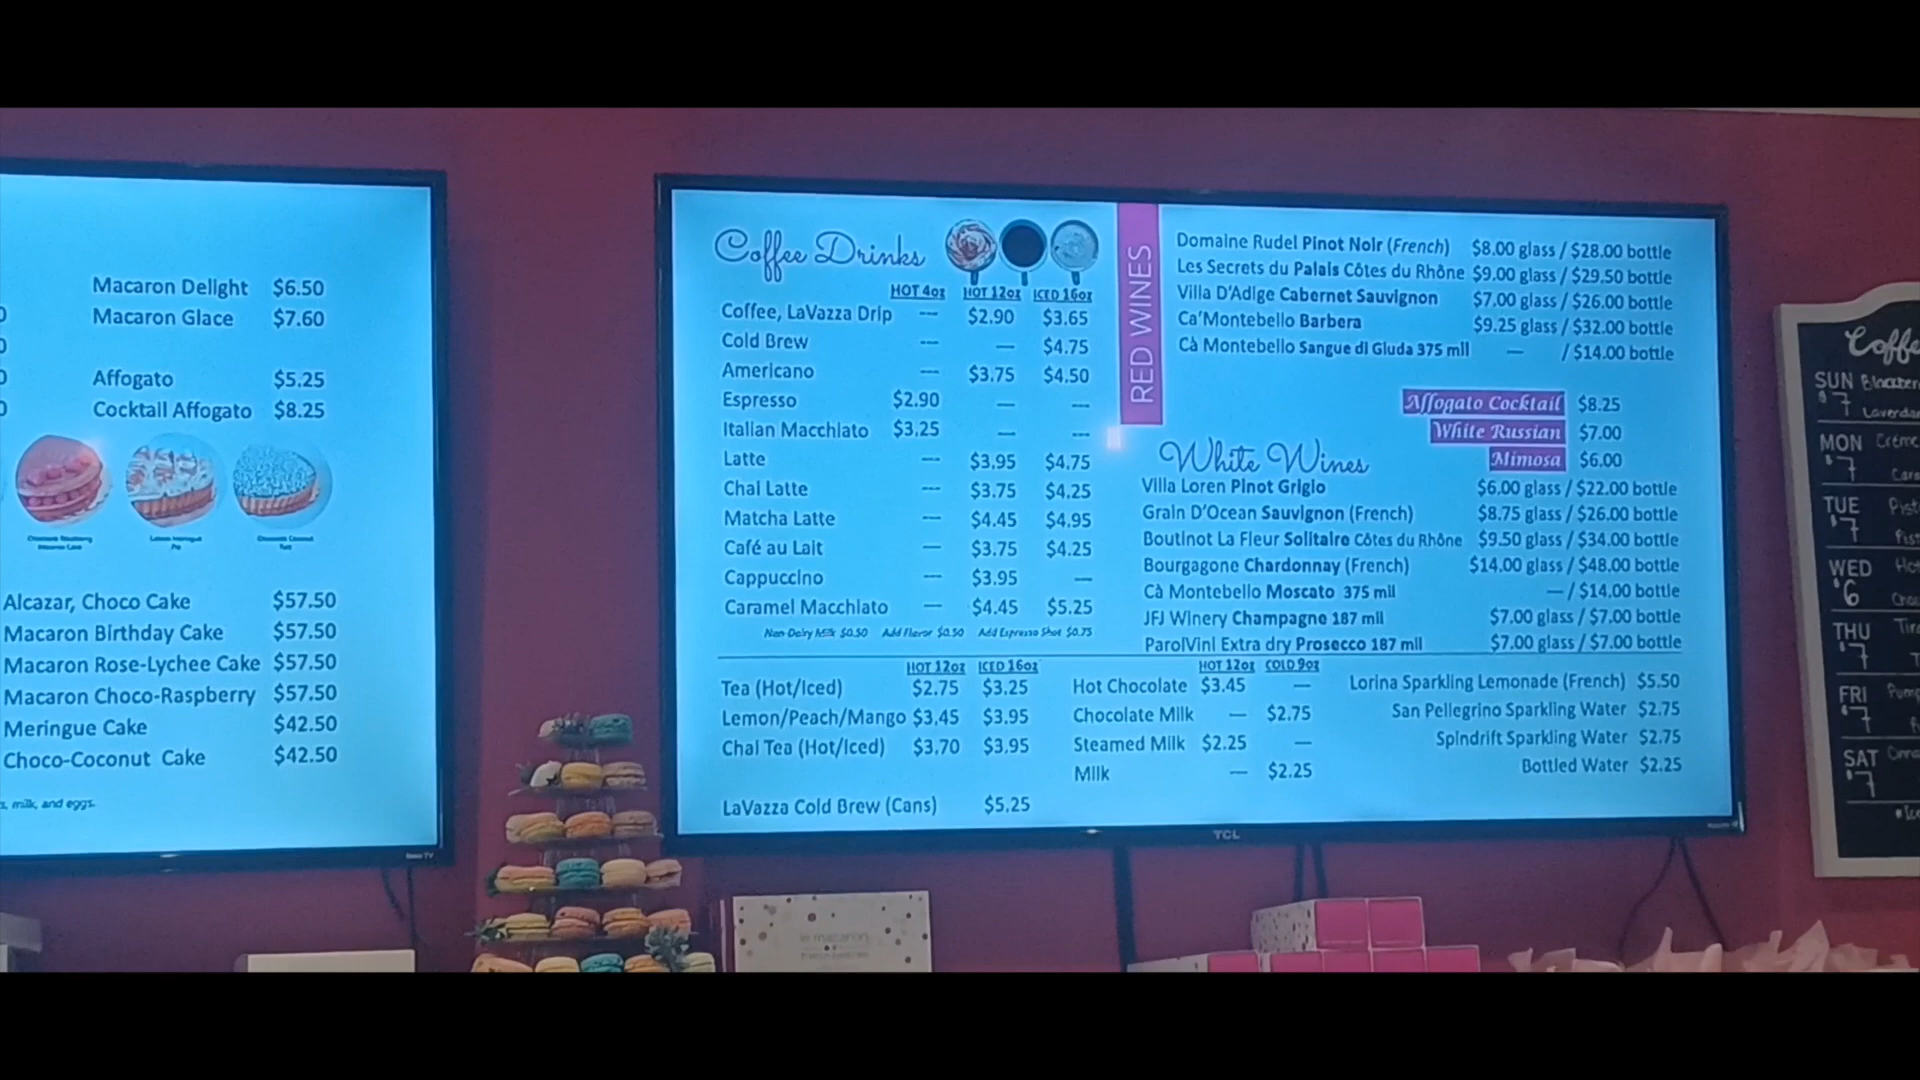 Macaron Delight $6.50
Macaron Glace $7.60
Affogato $5.25
Cocktail Affogato $8.25
Alcazar, Choco Cake $57.50
Macaron Birthday Cake $57.50
Macaron Rose-Lychee Cake $57.50
Macaron Choco-Raspberry $57.50
Meringue Cake $42.50
Choco-Coconut Cake $42.50
milk, and eggs.
Coffee Drinks
HOT 4oz HOT 12oz ICED 16oz
Coffee, LaVazza Drip --- $2.90 $3.65
Cold Brew --- — $4.75
Americano --- $3.75 $4.50
Espresso $2.90 — ---
Italian Macchiato $3.25 — ---
Latte --- $3.95 $4.75
Chai Latte --- $3.75 $4.25
Matcha Latte — $4.45 $4.95
Café au Lait — $3.75 $4.25
Cappuccino — $3.95 —
Caramel Macchiato — $4.45 $5.25
Non-Dairy Milk $0.50 Add Flavor $0.50 Add Espresso Shot $0.75
RED WINES
Domaine Rudel Pinot Noir (French) $8.00 glass / $28.00 bottle
Les Secrets du Palais Côtes du Rhône $9.00 glass / $29.50 bottle
Villa D'Adige Cabernet Sauvignon $7.00 glass / $26.00 bottle
Ca'Montebello Barbera $9.25 glass / $32.00 bottle
Cà Montebello Sangue di Giuda 375 mil — / $14.00 bottle
Affogato Cocktail $8.25
White Russian $7.00
Mimosa $6.00
White Wines
Villa Loren Pinot Grigio $6.00 glass / $22.00 bottle
Grain D'Ocean Sauvignon (French) $8.75 glass / $26.00 bottle
Boutinot La Fleur Solitaire Côtes du Rhône $9.50 glass / $34.00 bottle
Bourgagone Chardonnay (French) $14.00 glass / $48.00 bottle
Cà Montebello Moscato 375 mil — / $14.00 bottle
JFJ Winery Champagne 187 mil $7.00 glass / $7.00 bottle
ParolVini Extra dry Prosecco 187 mil $7.00 glass / $7.00 bottle
HOT 12oz ICED 16oz
Tea (Hot/Iced) $2.75 $3.25
Lemon/Peach/Mango $3.45 $3.95
Chai Tea (Hot/Iced) $3.70 $3.95
LaVazza Cold Brew (Cans) $5.25
HOT 12oz COLD 9oz
Hot Chocolate $3.45 —
Chocolate Milk — $2.75
Steamed Milk $2.25 —
Milk — $2.25
Lorina Sparkling Lemonade (French) $5.50
San Pellegrino Sparkling Water $2.75
Spindrift Sparkling Water $2.75
Bottled Water $2.25
TCL
SUN
$7
MON
$7
TUE
$7
WED
$6
THU
$7
FRI
$7
SAT
$7
le macaron